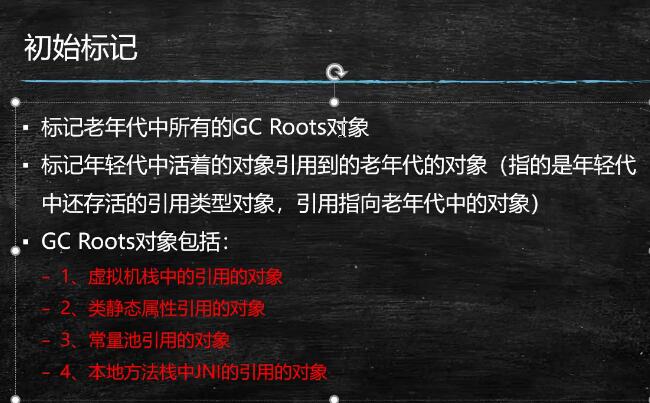 初始标记
▪ 标记老年代中所有的GC Roots对象
▪ 标记年轻代中活着的对象引用到的老年代的对象（指的是年轻代
中还存活的引用类型对象，引用指向老年代中的对象）
▪ GC Roots对象包括：
– 1、虚拟机栈中的引用的对象
– 2、类静态属性引用的对象
– 3、常量池引用的对象
– 4、本地方法栈中JNI的引用的对象